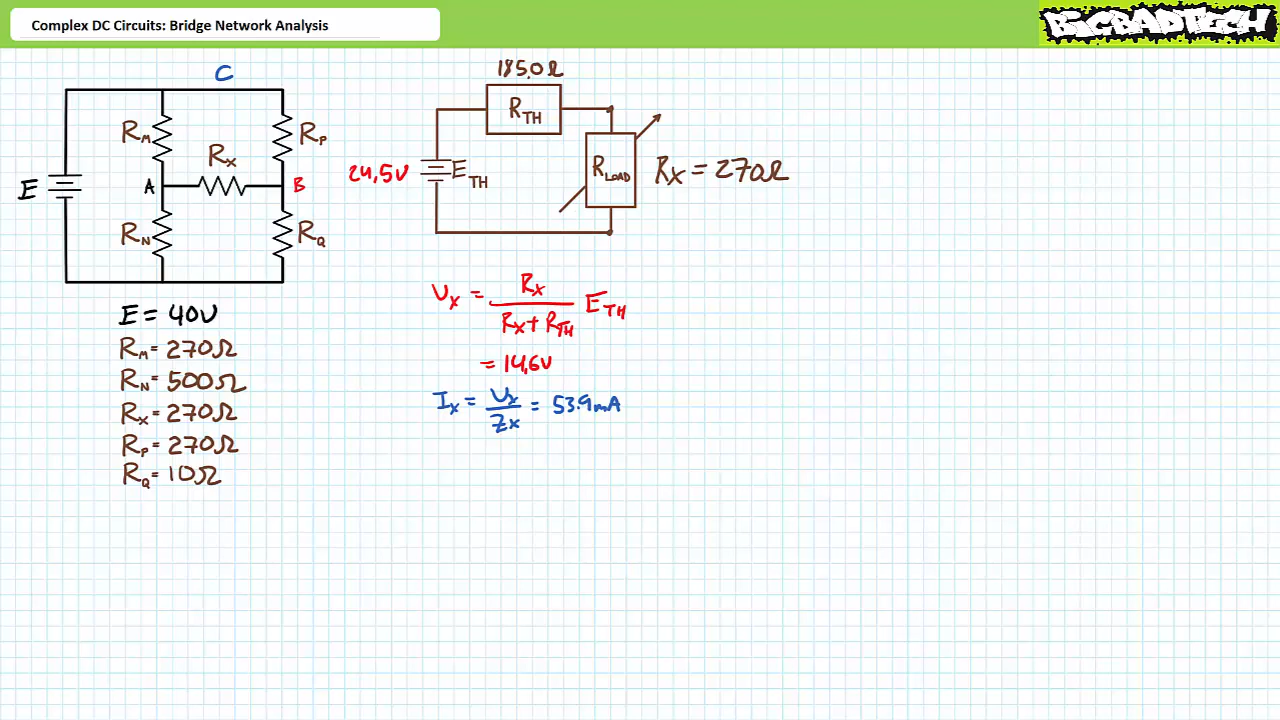 Complex DC Circuits: Bridge Network Analysis
BIGBADTECH
C
RM
RP
RX
E
A
B
RN
RQ
E = 40V
RM = 270Ω
RN = 500Ω
RX = 270Ω
RP = 270Ω
RQ = 10Ω
185.0Ω
RTH
24,5V
ETH
RLOAD
RX = 270Ω
VX = RX / (RX + RTH) ETH
= 14,6V
IX = VX / ZX = 53.9mA